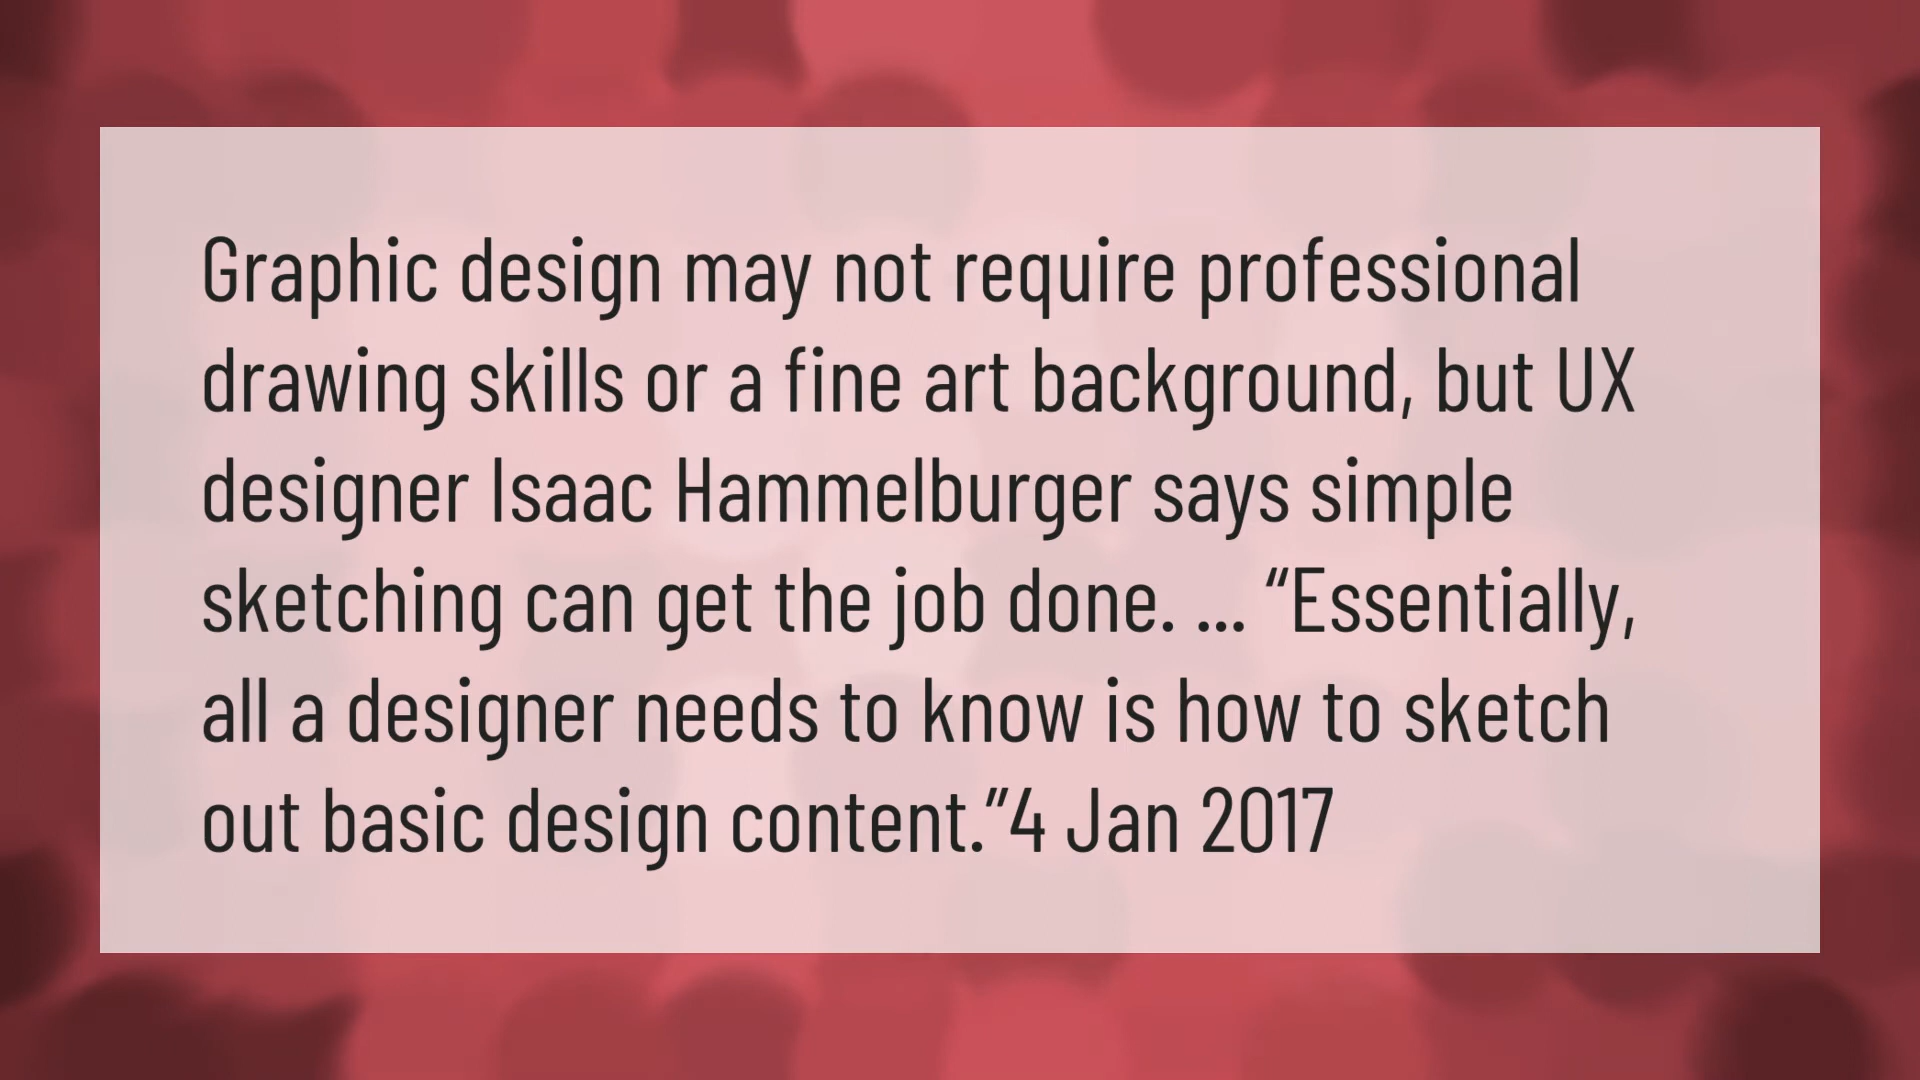 Graphic design may not require professional
drawing skills or a fine art background, but UX
designer Isaac Hammelburger says simple
sketching can get the job done. ... “Essentially,
all a designer needs to know is how to sketch
out basic design content.”4 Jan 2017